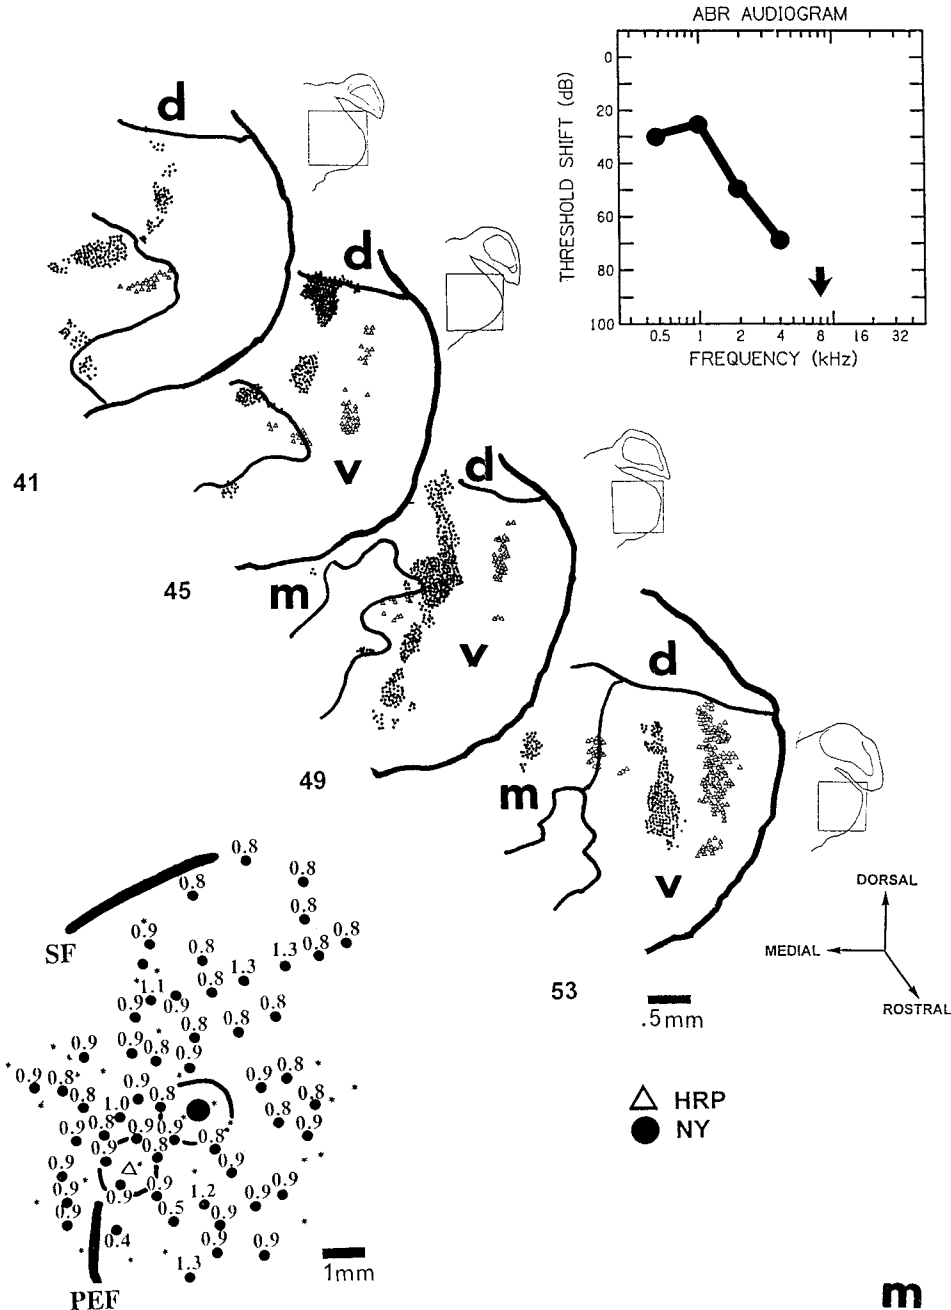 ABR AUDIOGRAM
THRESHOLD SHIFT (dB)
0
20
40
60
80
100
0.5 1 2 4 8 16 32
FREQUENCY (kHz)
d
41
d
v
45
d
m
v
49
d
m
v
53
.5mm
DORSAL
MEDIAL
ROSTRAL
HRP
NY
SF
0.8
0.8
0.8
0.8
0.9
0.8
0.8
0.8
1.3
1.3
0.8
1.1
0.9
0.9
0.8
0.8
0.8
0.9
0.9
0.8
0.9
0.9
0.8
0.9
0.9
0.8
0.8
1.0
0.8
0.8
0.8
0.9
0.8
0.9
0.9
0.8
0.9
0.9
0.8
0.9
0.9
0.9
0.9
0.9
1.2
0.9
0.9
0.9
0.5
0.9
0.4
0.9
0.9
1.3
PEF
1mm
m